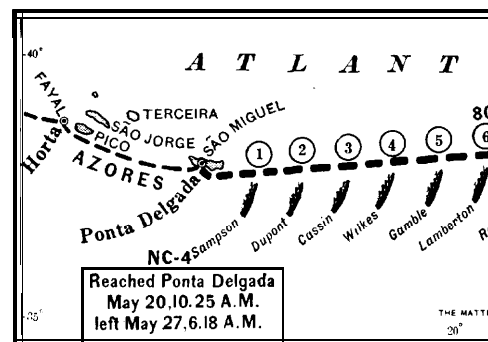 40°
A T L A N T
FAYAL
TERCEIRA
SÃO JORGE
SÃO MIGUEL
PICO
Horta
AZORES
Ponta Delgada
80
1 2 3 4 5 6
Sampson
Dupont
Cassin
Wilkes
Gamble
Lamberton
NC-4
Reached Ponta Delgada
May 20,10.25 A.M.
left May 27,6.18 A.M.
35°
THE MATT
20°